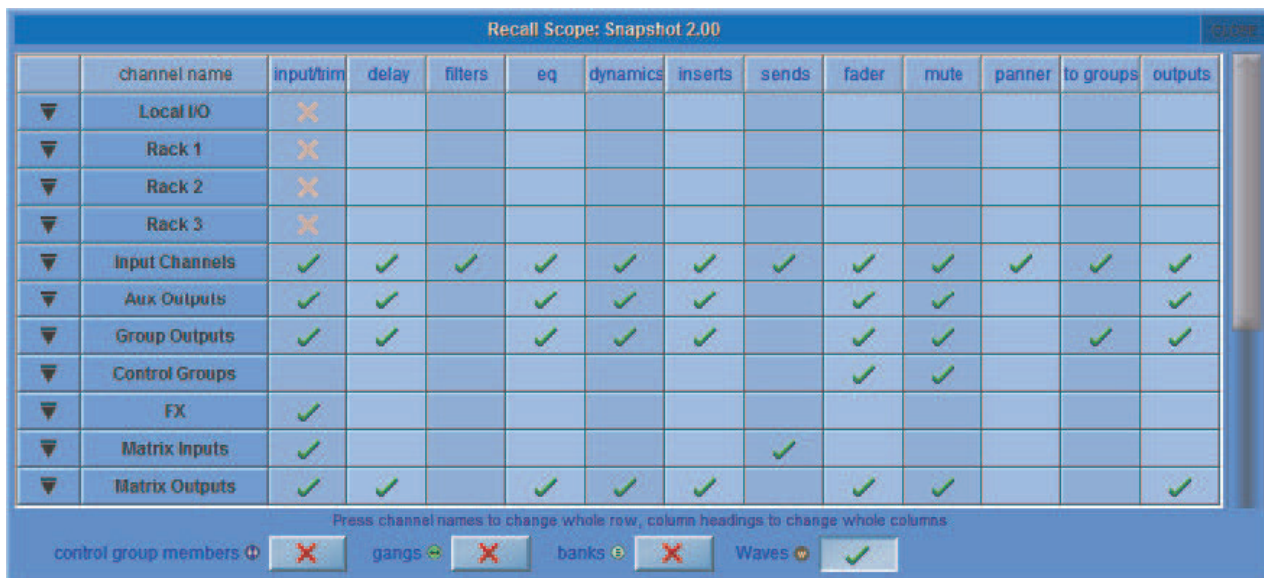 Recall Scope: Snapshot 2.00
channel name input/trim delay filters eq dynamics inserts sends fader mute panner to groups outputs
Local I/O
Rack 1
Rack 2
Rack 3
Input Channels
Aux Outputs
Group Outputs
Control Groups
FX
Matrix Inputs
Matrix Outputs
Press channel names to change whole row, column headings to change whole columns
control group members gangs banks Waves